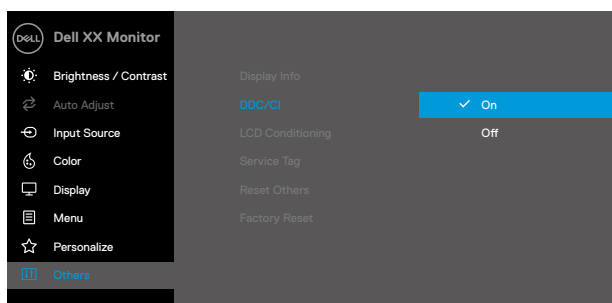 DELL Dell XX Monitor
Brightness / Contrast
Auto Adjust
Input Source
Color
Display
Menu
Personalize
Others
Display Info
DDC/CI
LCD Conditioning
Service Tag
Reset Others
Factory Reset
On
Off